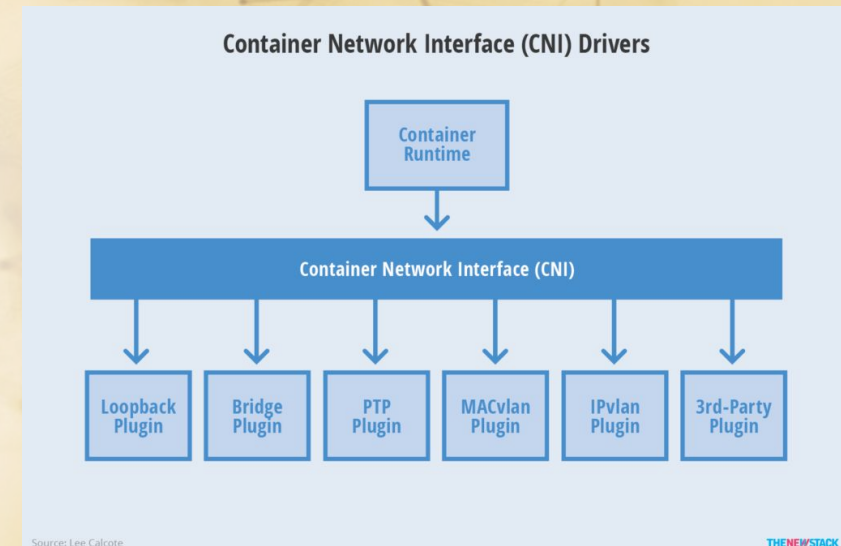 Container Network Interface (CNI) Drivers
Container
Runtime
Container Network Interface (CNI)
Loopback
Plugin
Bridge
Plugin
PTP
Plugin
MACvlan
Plugin
IPvlan
Plugin
3rd-Party
Plugin
Source: Lee Calcote
THENEWSTACK